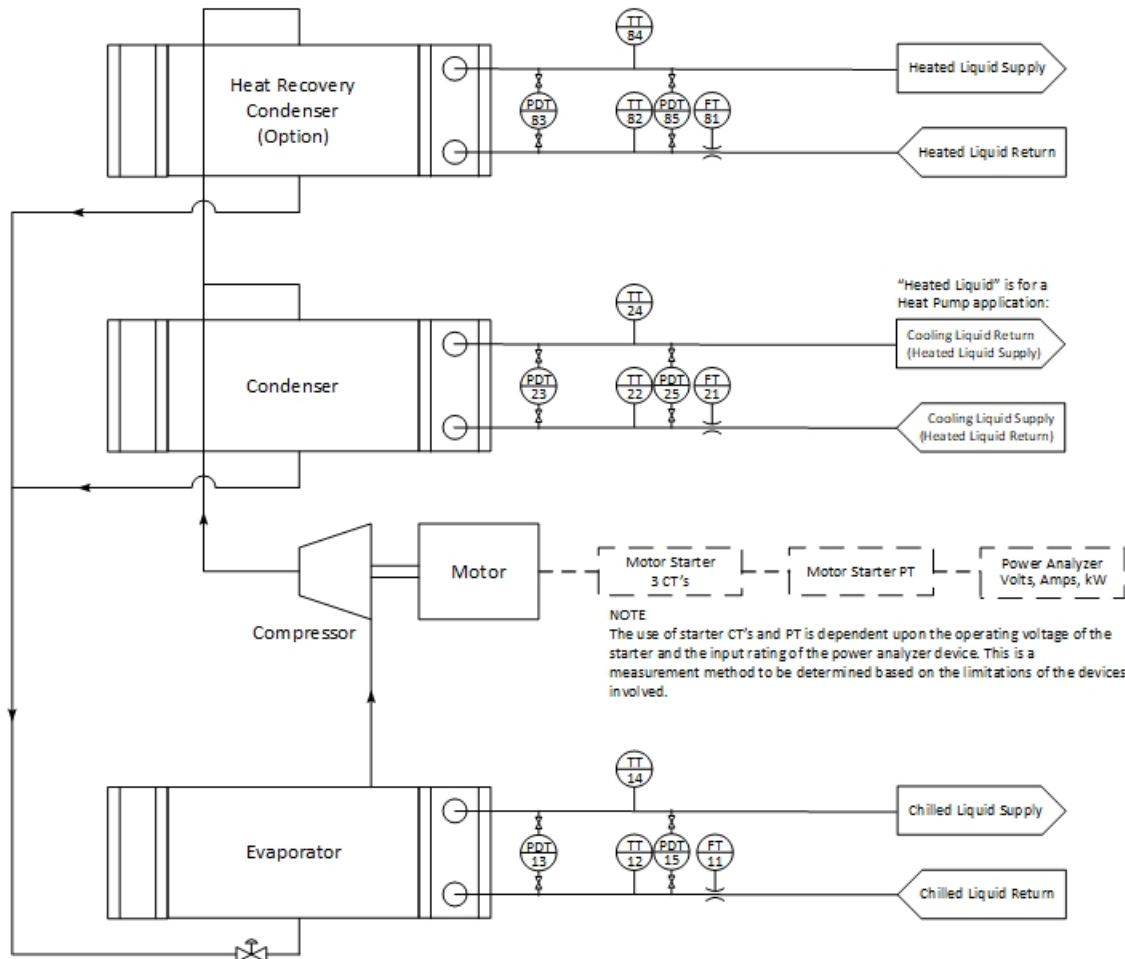 TT
84
Heat Recovery
Condenser
(Option)
Heated Liquid Supply
PDT
83
TT
82
PDT
85
FT
81
Heated Liquid Return
"Heated Liquid" is for a
Heat Pump application:
TT
24
Cooling Liquid Return
(Heated Liquid Supply)
Condenser
PDT
23
TT
22
PDT
25
FT
21
Cooling Liquid Supply
(Heated Liquid Return)
Motor
Motor Starter
3 CT's
Motor Starter PT
Power Analyzer
Volts, Amps, kW
Compressor
NOTE
The use of starter CT's and PT is dependent upon the operating voltage of the
starter and the input rating of the power analyzer device. This is a
measurement method to be determined based on the limitations of the devices
involved.
TT
14
Chilled Liquid Supply
Evaporator
PDT
13
TT
12
PDT
15
FT
11
Chilled Liquid Return